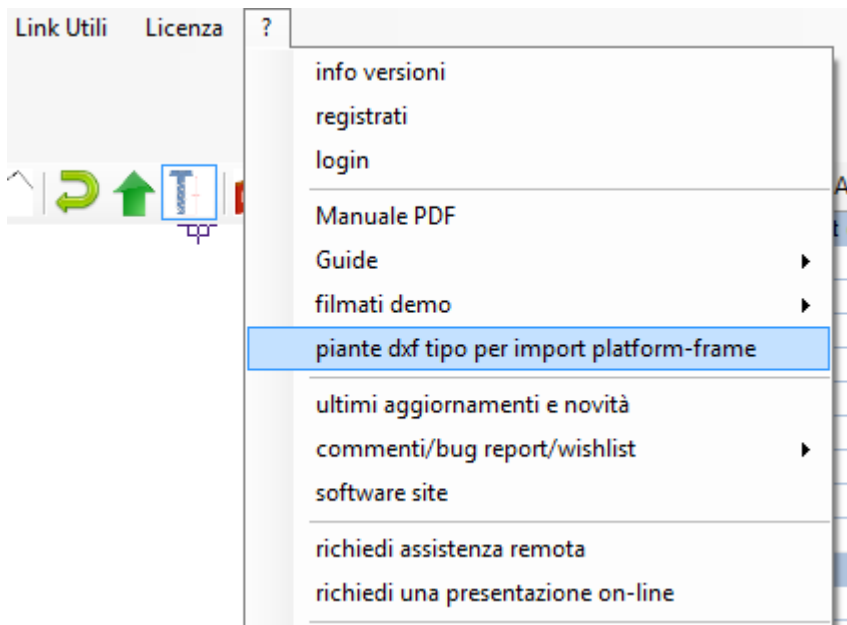 Link Utili Licenza ?
info versioni
registrati
login
Manuale PDF
Guide
filmati demo
piante dxf tipo per import platform-frame
ultimi aggiornamenti e novità
commenti/bug report/wishlist
software site
richiedi assistenza remota
richiedi una presentazione on-line